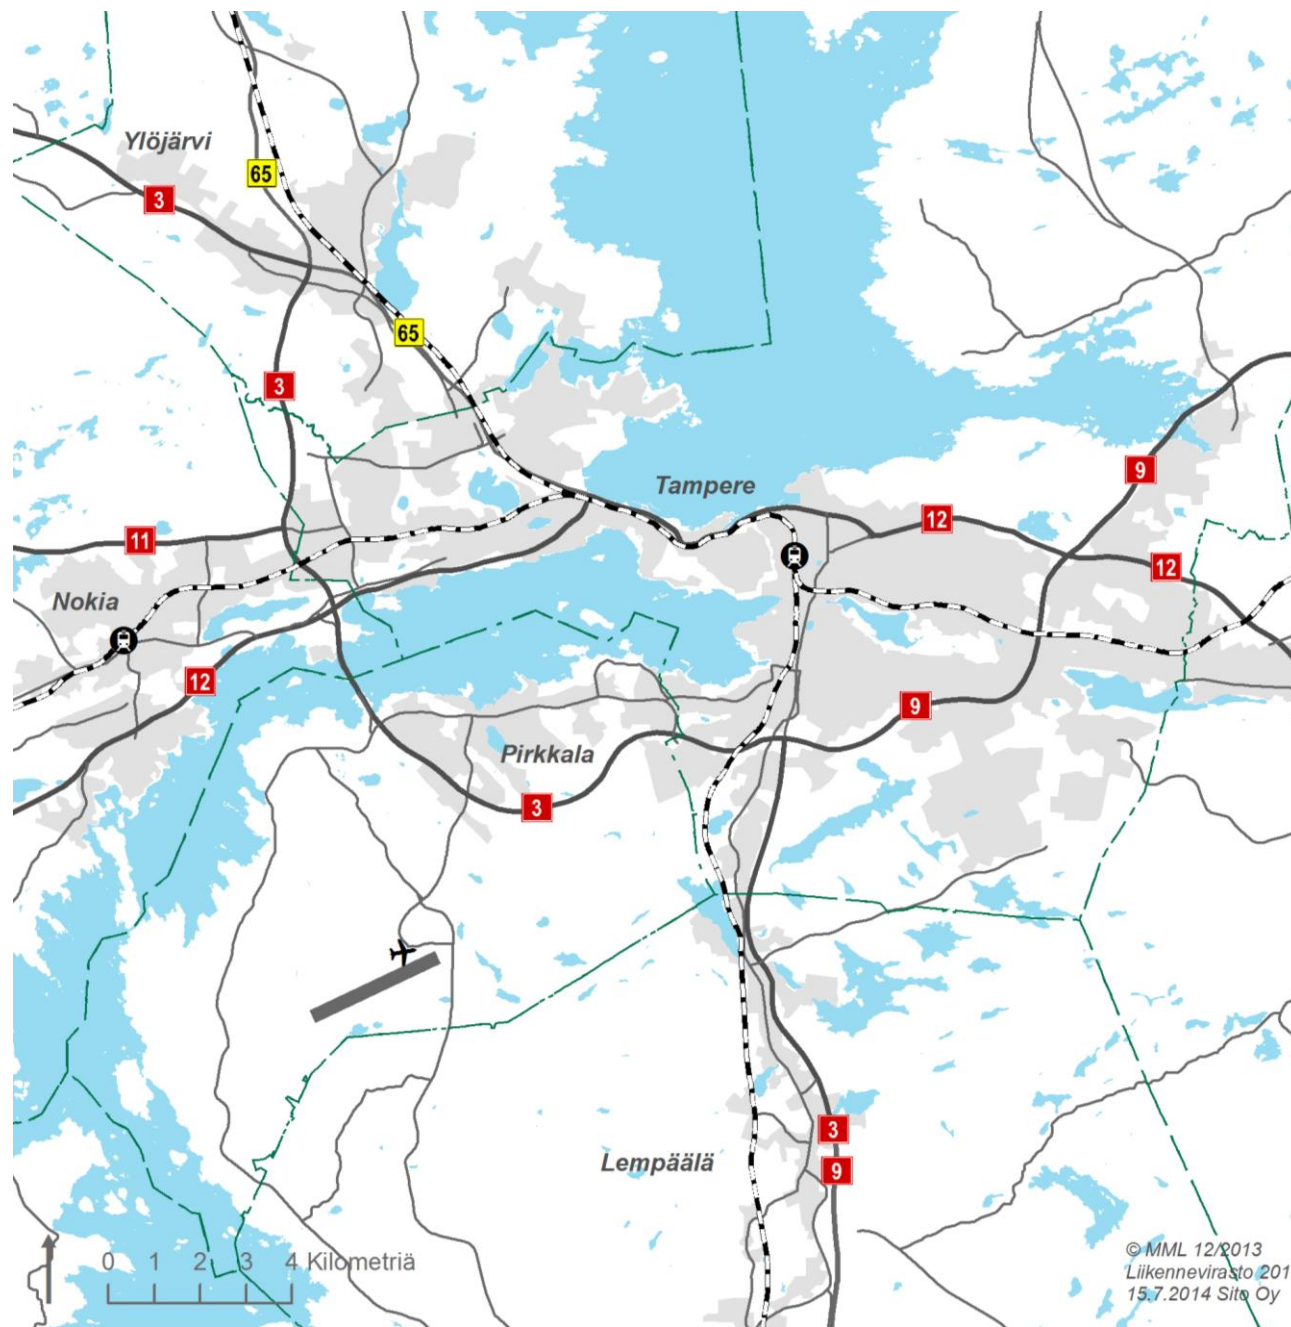 Ylöjärvi
65
3
65
3
9
Tampere
12
11
12
Nokia
12
9
Pirkkala
3
3
Lempäälä
9
0 1 2 3 4 Kilometriä
© MML 12/2013
Liikennevirasto 201
15.7.2014 Sito Oy